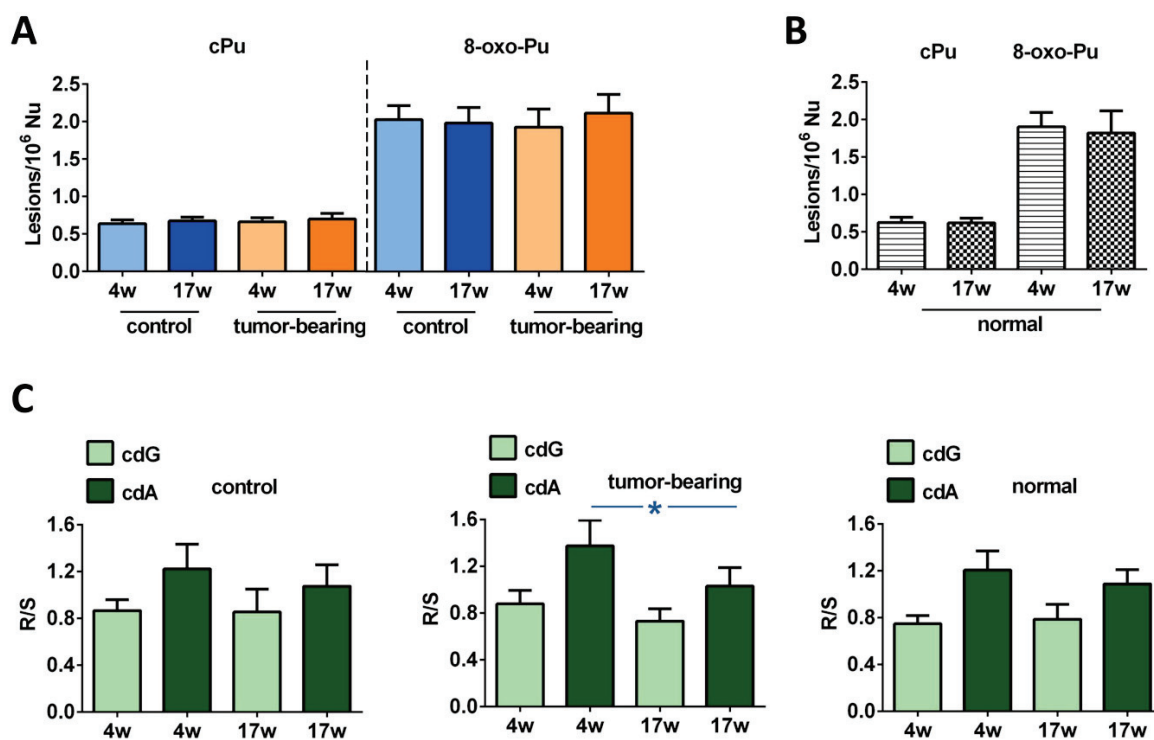 A
cPu
8-oxo-Pu
Lesions/10⁶ Nu
2.5
2.0
1.5
1.0
0.5
0.0
4w 17w 4w 17w 4w 17w 4w 17w
control tumor-bearing control tumor-bearing
B
cPu 8-oxo-Pu
Lesions/10⁶ Nu
2.5
2.0
1.5
1.0
0.5
0.0
4w 17w 4w 17w
normal
C
cdG
cdA
control
R/S
1.6
1.2
0.8
0.4
0.0
4w 4w 17w 17w
cdG
cdA
tumor-bearing
*
R/S
1.6
1.2
0.8
0.4
0.0
4w 4w 17w 17w
cdG
cdA
normal
R/S
1.6
1.2
0.8
0.4
0.0
4w 4w 17w 17w